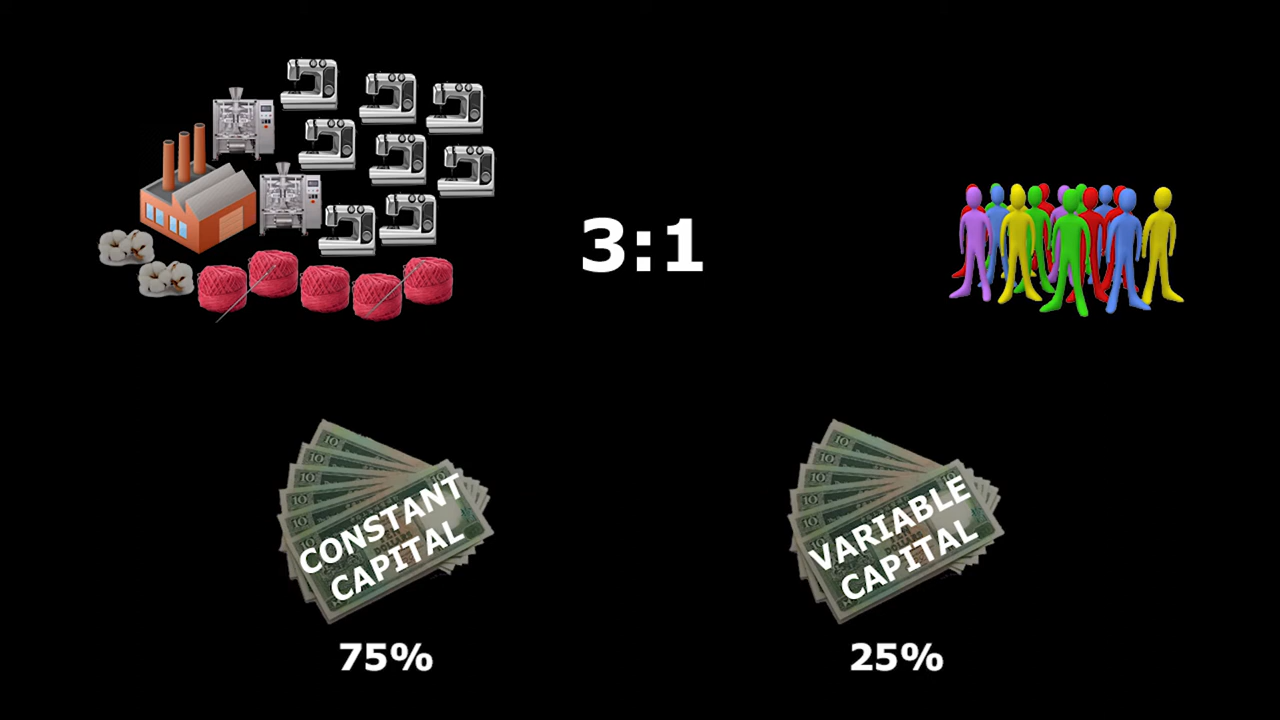 3:1
CONSTANT
CAPITAL
VARIABLE
CAPITAL
75%
25%